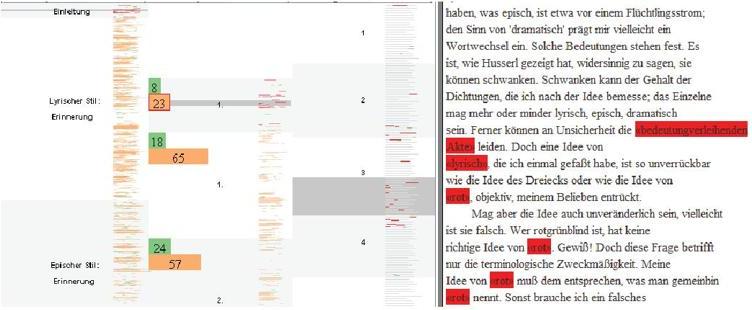 Einleitung
1
8
Lyrischer Stil:
23
1.
2
Erinnerung
18
65
3
1.
24
4
Epischer Stil:
57
Erinnerung
2.
haben, was episch, ist etwa vor einem Flüchtlingsstrom;
den Sinn von 'dramatisch' prägt mir vielleicht ein
Wortwechsel ein. Solche Bedeutungen stehen fest. Es
ist, wie Husserl gezeigt hat, widersinnig zu sagen, sie
können schwanken. Schwanken kann der Gehalt der
Dichtungen, die ich nach der Idee bemesse; das Einzelne
mag mehr oder minder lyrisch, episch, dramatisch
sein. Ferner können an Unsicherheit die «bedeutungverleihenden
Akte» leiden. Doch eine Idee von
«lyrisch», die ich einmal gefaßt habe, ist so unverrückbar
wie die Idee des Dreiecks oder wie die Idee von
«rot», objektiv, meinem Belieben entrückt.
Mag aber die Idee auch unveränderlich sein, vielleicht
ist sie falsch. Wer rotgrünblind ist, hat keine
richtige Idee von «rot». Gewiß! Doch diese Frage betrifft
nur die terminologische Zweckmäßigkeit. Meine
Idee von «rot» muß dem entsprechen, was man gemeinbin
«rot» nennt. Sonst brauche ich ein falsches